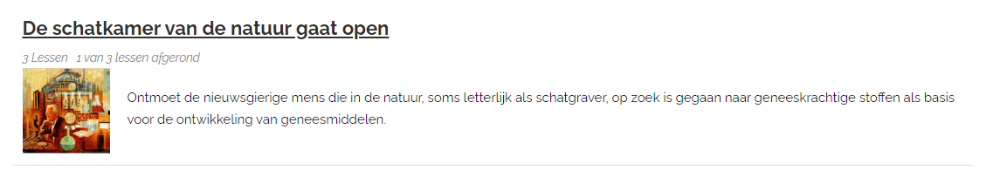 De schatkamer van de natuur gaat open
3 Lessen 1 van 3 lessen afgerond
Ontmoet de nieuwsgierige mens die in de natuur, soms letterlijk als schatgraver, op zoek is gegaan naar geneeskrachtige stoffen als basis
voor de ontwikkeling van geneesmiddelen.